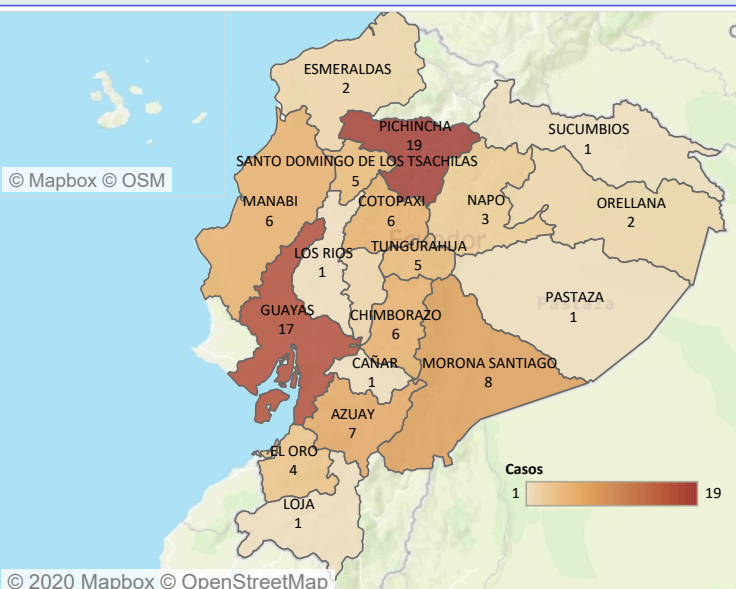 ESMERALDAS
2
PICHINCHA
19
SUCUMBIOS
1
SANTO DOMINGO DE LOS TSACHILAS
5
© Mapbox © OSM
MANABI
6
COTOPAXI
6
NAPO
3
ORELLANA
2
Ecuador
TUNGURAHUA
5
LOS RIOS
1
PASTAZA
1
Pastaza
GUAYAS
17
CHIMBORAZO
6
CAÑAR
1
MORONA SANTIAGO
8
AZUAY
7
EL ORO
4
LOJA
1
Casos
1 19
© 2020 Mapbox © OpenStreetMap